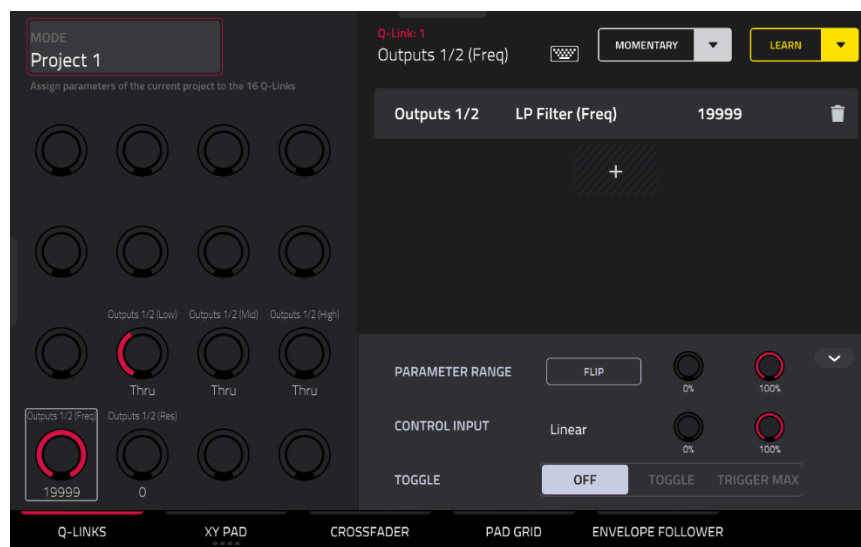 MODE
Project 1
Assign parameters of the current project to the 16 Q-Links
Outputs 1/2 (Low) Outputs 1/2 (Mid) Outputs 1/2 (High)
Thru Thru Thru
Outputs 1/2 (Freq) Outputs 1/2 (Res)
19999 0
Q-Link: 1
Outputs 1/2 (Freq)
MOMENTARY
LEARN
Outputs 1/2 LP Filter (Freq) 19999
+
PARAMETER RANGE FLIP 0% 100%
CONTROL INPUT Linear 0% 100%
TOGGLE OFF TOGGLE TRIGGER MAX
Q-LINKS XY PAD CROSSFADER PAD GRID ENVELOPE FOLLOWER